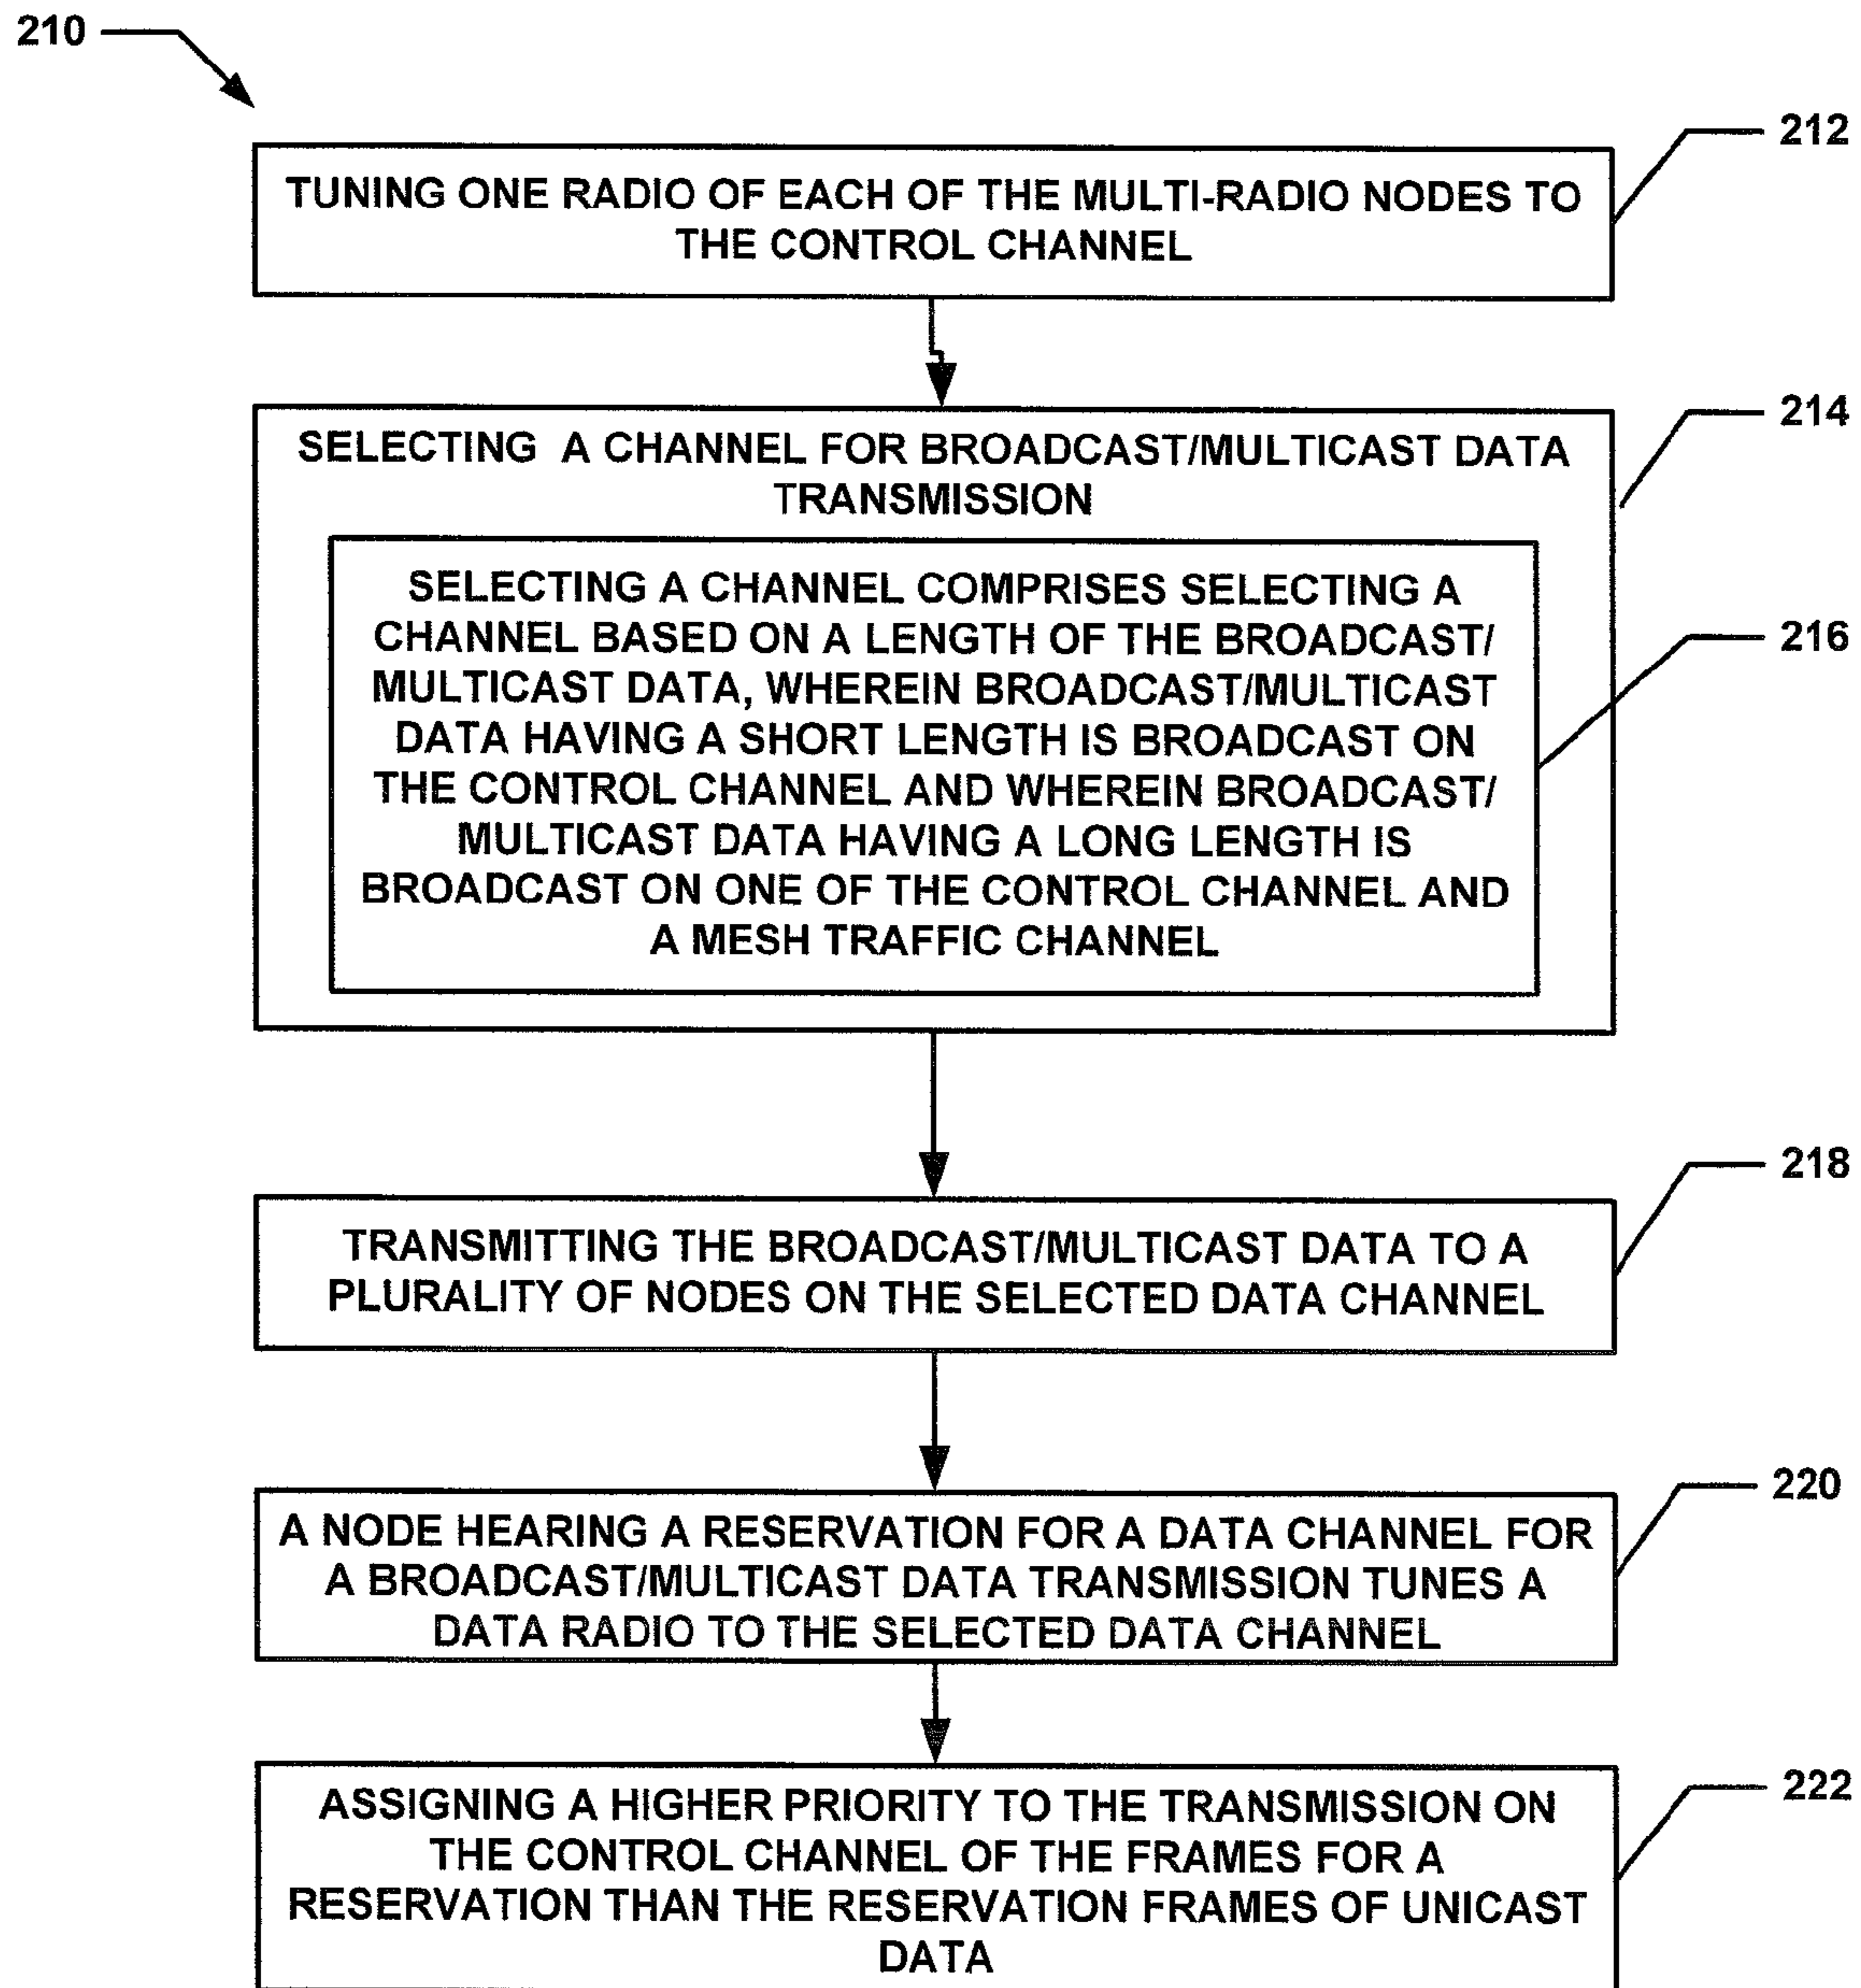 210
212
TUNING ONE RADIO OF EACH OF THE MULTI-RADIO NODES TO
THE CONTROL CHANNEL
214
SELECTING A CHANNEL FOR BROADCAST/MULTICAST DATA
TRANSMISSION
216
SELECTING A CHANNEL COMPRISES SELECTING A
CHANNEL BASED ON A LENGTH OF THE BROADCAST/
MULTICAST DATA, WHEREIN BROADCAST/MULTICAST
DATA HAVING A SHORT LENGTH IS BROADCAST ON
THE CONTROL CHANNEL AND WHEREIN BROADCAST/
MULTICAST DATA HAVING A LONG LENGTH IS
BROADCAST ON ONE OF THE CONTROL CHANNEL AND
A MESH TRAFFIC CHANNEL
218
TRANSMITTING THE BROADCAST/MULTICAST DATA TO A
PLURALITY OF NODES ON THE SELECTED DATA CHANNEL
220
A NODE HEARING A RESERVATION FOR A DATA CHANNEL FOR
A BROADCAST/MULTICAST DATA TRANSMISSION TUNES A
DATA RADIO TO THE SELECTED DATA CHANNEL
222
ASSIGNING A HIGHER PRIORITY TO THE TRANSMISSION ON
THE CONTROL CHANNEL OF THE FRAMES FOR A
RESERVATION THAN THE RESERVATION FRAMES OF UNICAST
DATA